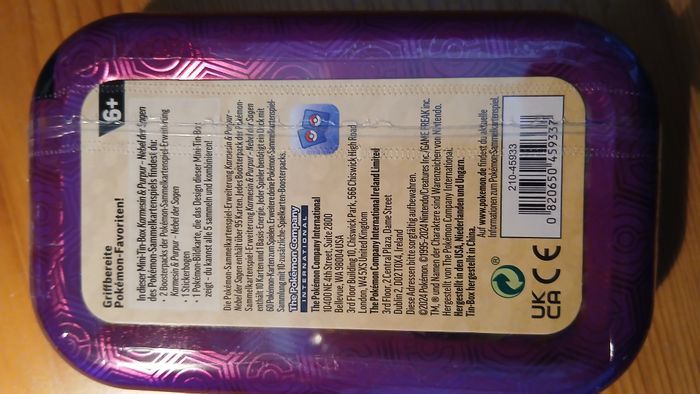 6+
Griffbereite
Pokémon-Favoriten!
In dieser Mini-Tin-Box Karmesin & Purpur – Nebel der Sagen
des Pokémon-Sammelkartenspiels findest du:
• 2 Boosterpacks der Pokémon-Sammelkartenspiel-Erweiterung
Karmesin & Purpur – Nebel der Sagen
• 1 Stickerbogen
• 1 Pokémon-Bildkarte, die das Design dieser Mini-Tin-Box
zeigt – du kannst alle 5 sammeln und kombinieren!
Die Pokémon-Sammelkartenspiel-Erweiterung Karmesin & Purpur –
Nebel der Sagen enthält über 95 Karten. Jedes Boosterpack der Pokémon-
Sammelkartenspiel-Erweiterung Karmesin & Purpur – Nebel der Sagen
enthält 10 Karten und 1 Basis-Energie. Jeder Spieler benötigt ein Deck mit
60 Pokémon-Karten zum Spielen. Erweitere deine Pokémon-Sammelkartenspiel-
Sammlung mit zusätzlichen Boosterpacks.
The Pokémon Company
INTERNATIONAL
The Pokémon Company International
10400 NE 4th Street, Suite 2800
Bellevue, WA 98004 USA
3rd Floor Building 10, Chiswick Park, 566 Chiswick High Road
London, W4 5XS United Kingdom
The Pokémon Company International Ireland Limited
3rd Floor, 2 Central Plaza, Dame Street
Dublin 2, D02 T0X4, Ireland
Diese Adressen bitte sorgfältig aufbewahren.
©2024 Pokémon. ©1995–2024 Nintendo/Creatures Inc./GAME FREAK inc.
TM, ® und Namen der Charaktere sind Warenzeichen von Nintendo.
Hergestellt von The Pokémon Company International.
Hergestellt in den USA, Niederlanden und Ungarn.
Tin-Box hergestellt in China.
Auf www.pokemon.de findest du aktuelle
Informationen zum Pokémon-Sammelkartenspiel.
210-45933
0 820650 459337
UK
CA
CE